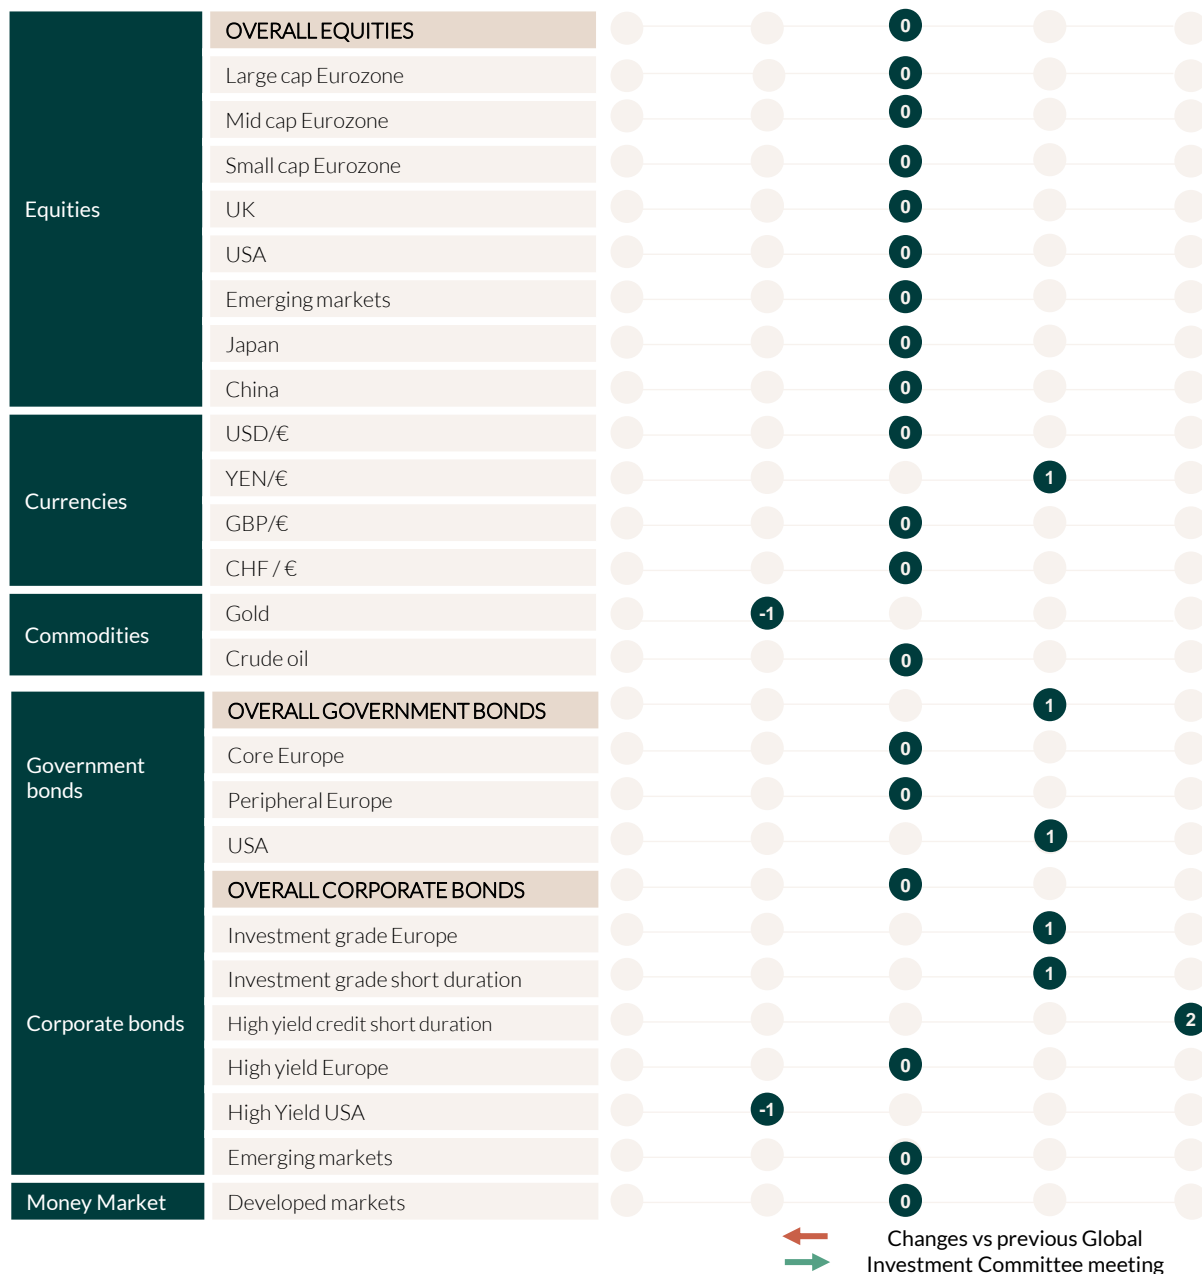 OVERALL EQUITIES 0
Large cap Eurozone 0
Mid cap Eurozone 0
Small cap Eurozone 0
Equities
UK 0
USA 0
Emerging markets 0
Japan 0
China 0
USD/€ 0
YEN/€ 1
Currencies
GBP/€ 0
CHF / € 0
Gold -1
Commodities
Crude oil 0
OVERALL GOVERNMENT BONDS 1
Government
bonds
Core Europe 0
Peripheral Europe 0
USA 1
OVERALL CORPORATE BONDS 0
Investment grade Europe 1
Investment grade short duration 1
Corporate bonds
High yield credit short duration 2
High yield Europe 0
High Yield USA -1
Emerging markets 0
Money Market
Developed markets 0
Changes vs previous Global
Investment Committee meeting